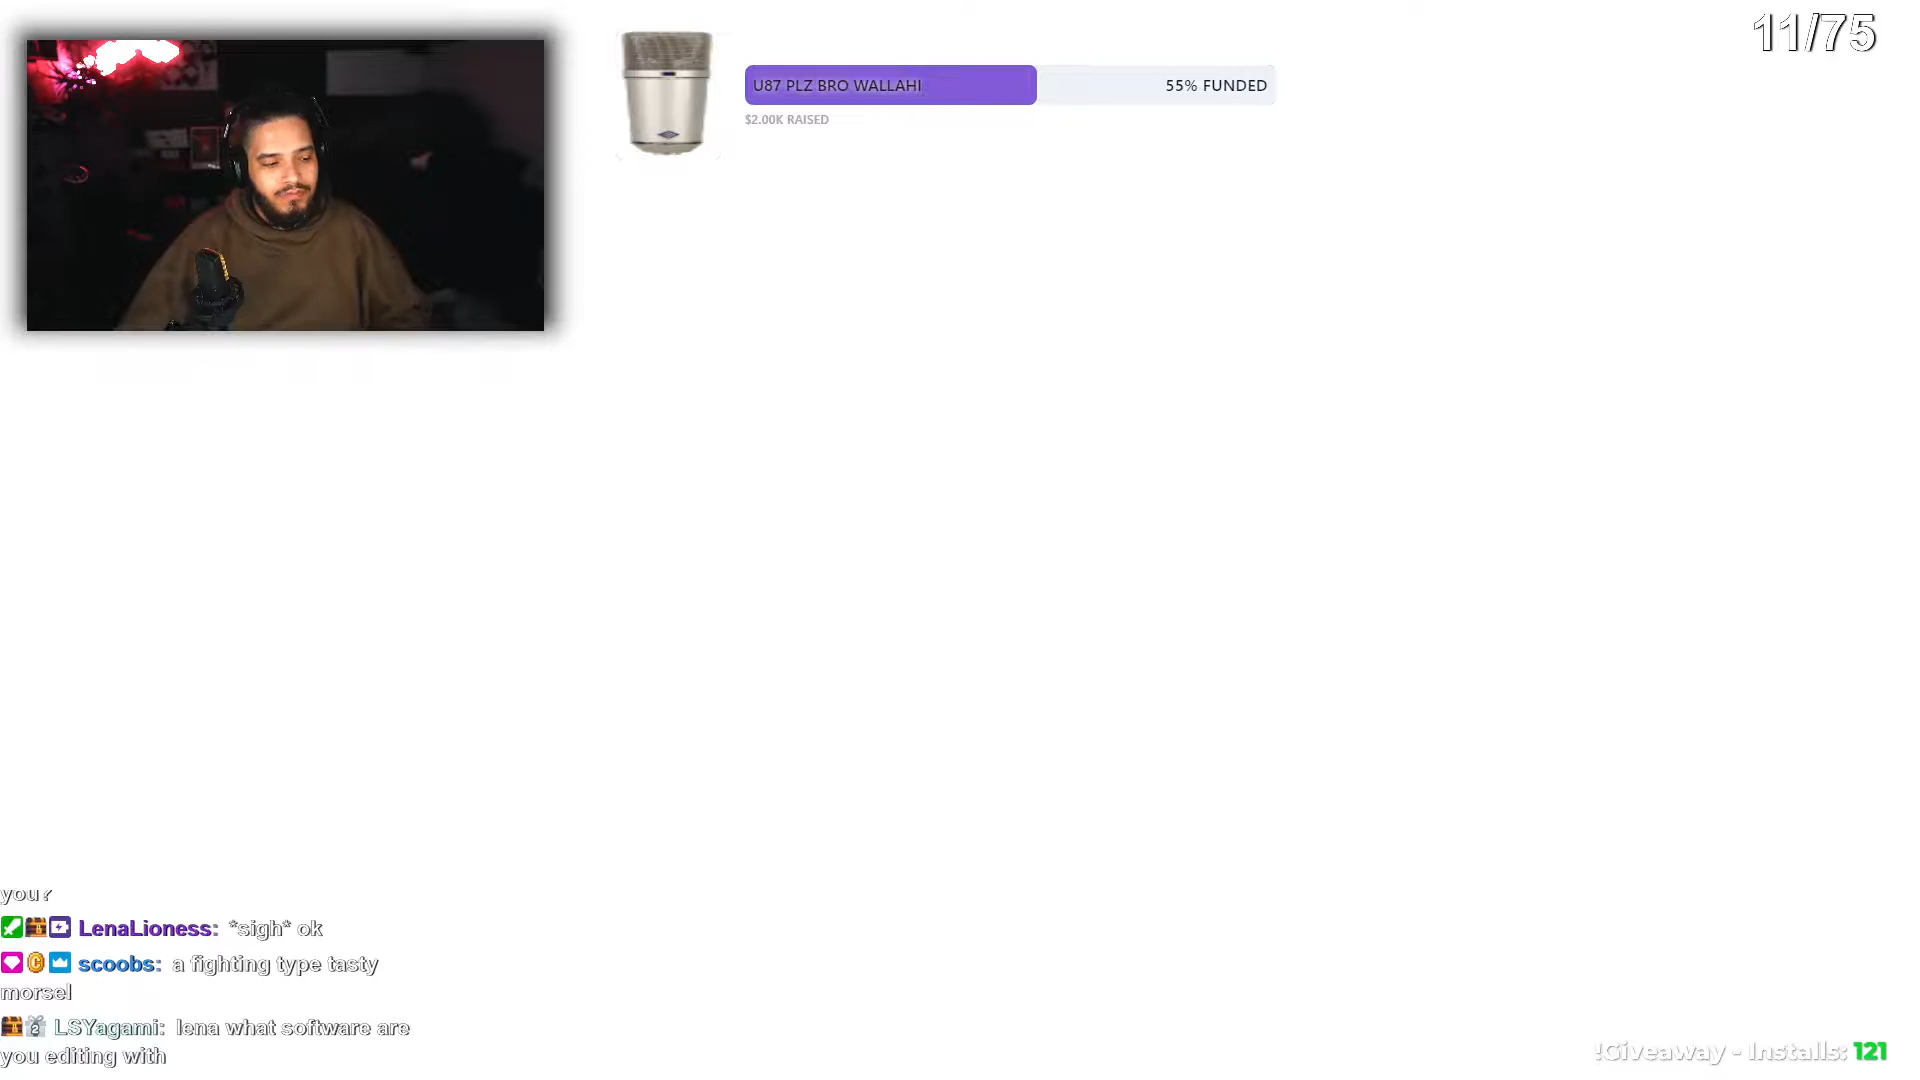 11/75
U87 PLZ BRO WALLAHI
55% FUNDED
$2.00K RAISED
you?
LenaLioness: *sigh* ok
scoobs: a fighting type tasty
morsel
2 LSYagami: lena what software are
you editing with
!Giveaway - Installs: 121